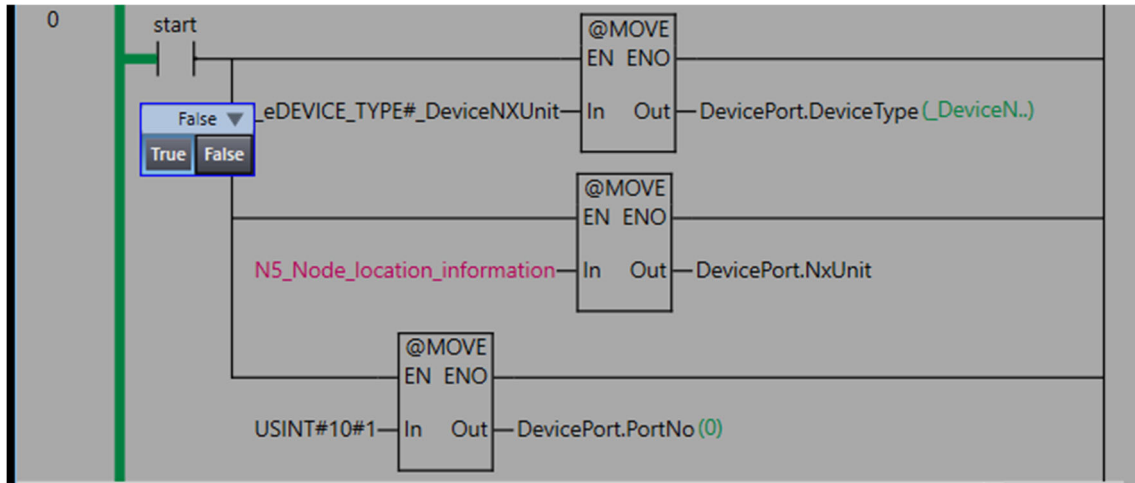 0
start
@MOVE
EN ENO
False
_eDEVICE_TYPE#_DeviceNXUnit In Out DevicePort.DeviceType (_DeviceN..)
True False
@MOVE
EN ENO
N5_Node_location_information In Out DevicePort.NxUnit
@MOVE
EN ENO
USINT#10#1 In Out DevicePort.PortNo (0)